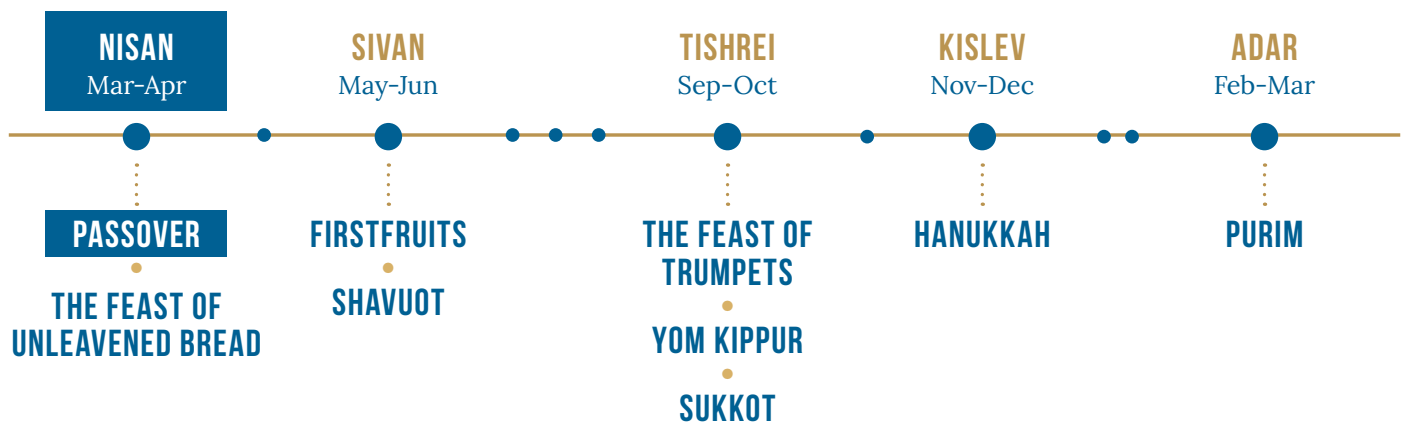 NISAN
Mar-Apr
SIVAN
May-Jun
TISHREI
Sep-Oct
KISLEV
Nov-Dec
ADAR
Feb-Mar
PASSOVER
THE FEAST OF
UNLEAVENED BREAD
FIRSTFRUITS
SHAVUOT
THE FEAST OF
TRUMPETS
YOM KIPPUR
SUKKOT
HANUKKAH
PURIM